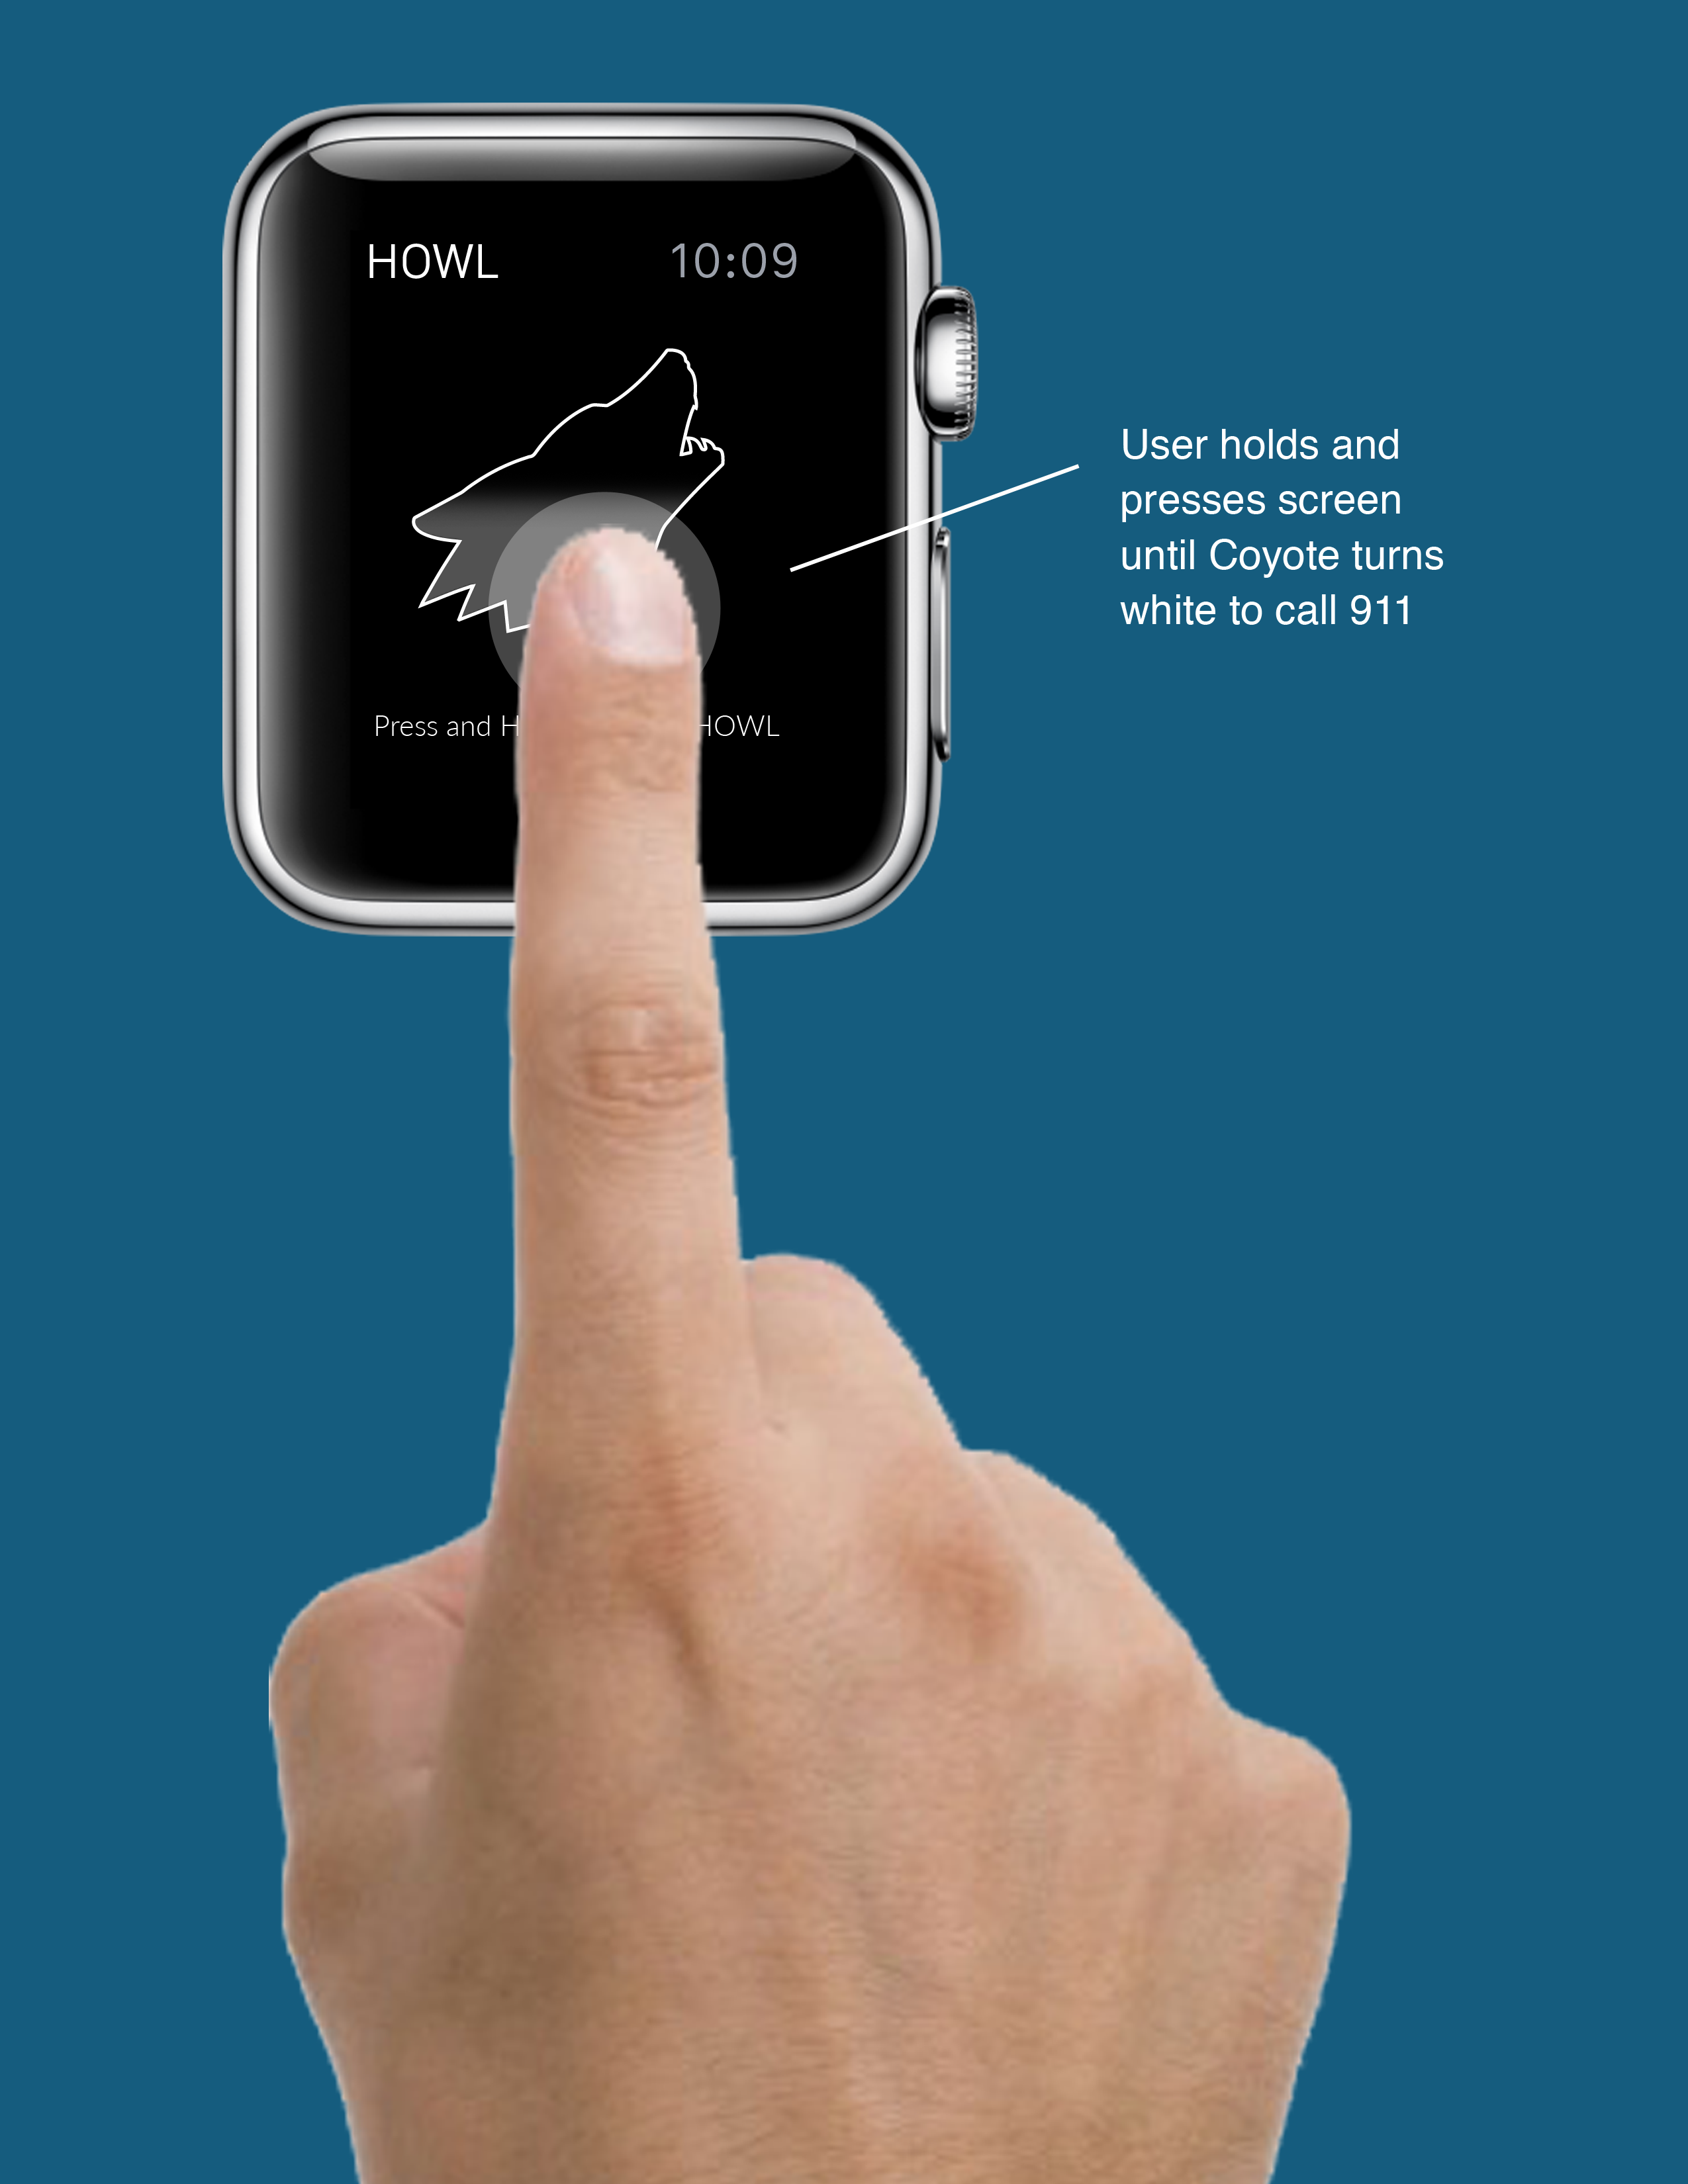 HOWL 10:09
User holds and
presses screen
until Coyote turns
white to call 911
Press and H HOWL